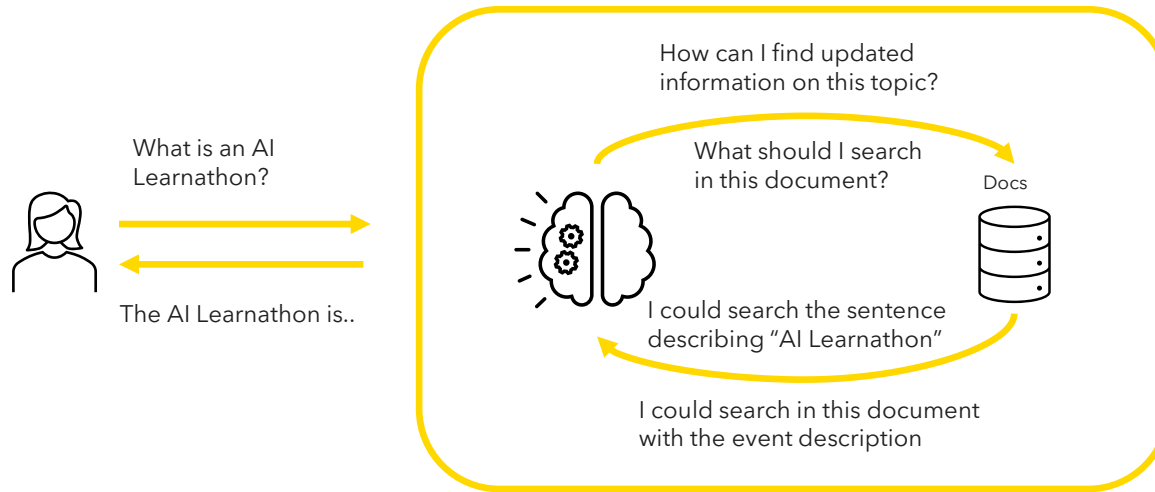 How can I find updated
information on this topic?
What is an AI
Learnathon?
What should I search
in this document?
Docs
The AI Learnathon is..
I could search the sentence
describing “AI Learnathon”
I could search in this document
with the event description